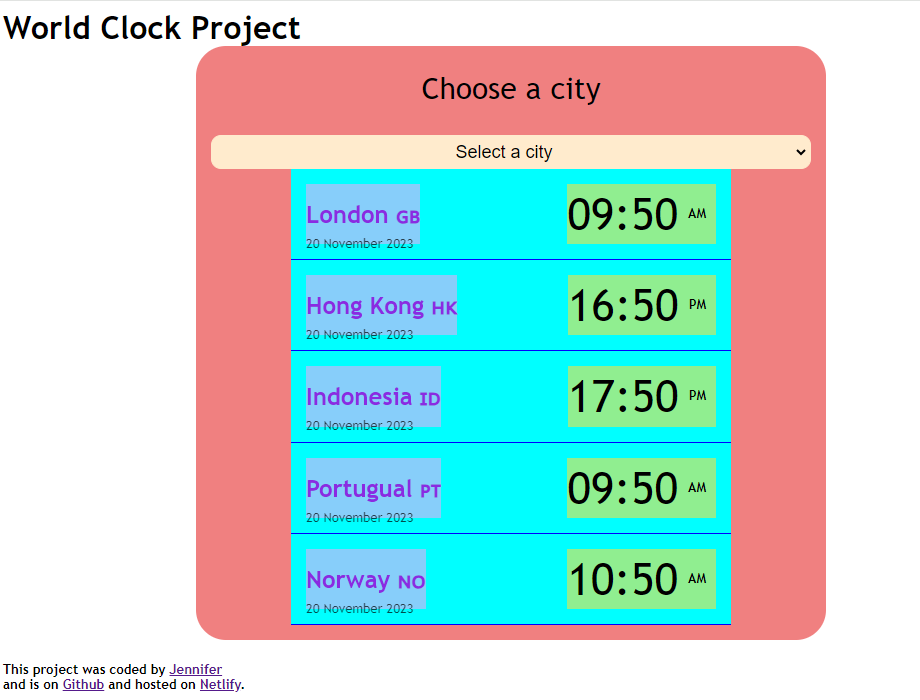 World Clock Project
Choose a city
Select a city
London GB 09:50 AM
20 November 2023
Hong Kong HK 16:50 PM
20 November 2023
Indonesia ID 17:50 PM
20 November 2023
Portugual PT 09:50 AM
20 November 2023
Norway NO 10:50 AM
20 November 2023
This project was coded by Jennifer
and is on Github and hosted on Netlify.